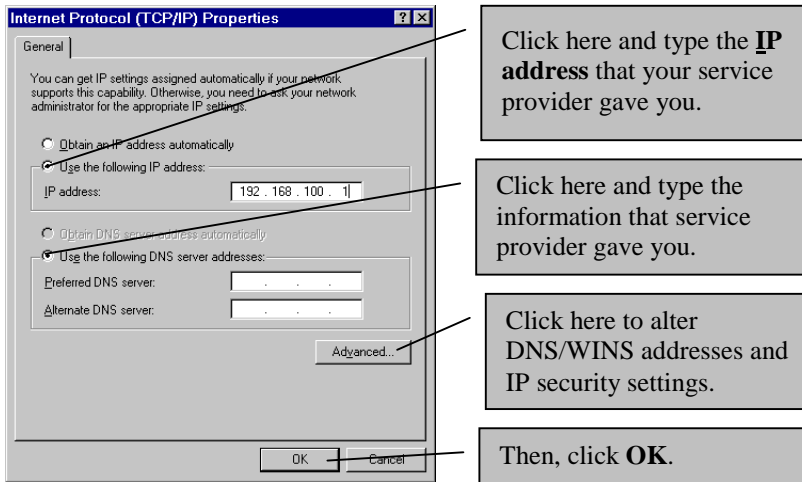 Internet Protocol (TCP/IP) Properties
General
You can get IP settings assigned automatically if your network
supports this capability. Otherwise, you need to ask your network
administrator for the appropriate IP settings.
Obtain an IP address automatically
Use the following IP address:
IP address:
192 . 168 . 100 . 1
Obtain DNS server address automatically
Use the following DNS server addresses:
Preferred DNS server:
. . .
Alternate DNS server:
. . .
Advanced...
OK
Cancel
Click here and type the IP
address that your service
provider gave you.
Click here and type the
information that service
provider gave you.
Click here to alter
DNS/WINS addresses and
IP security settings.
Then, click OK.